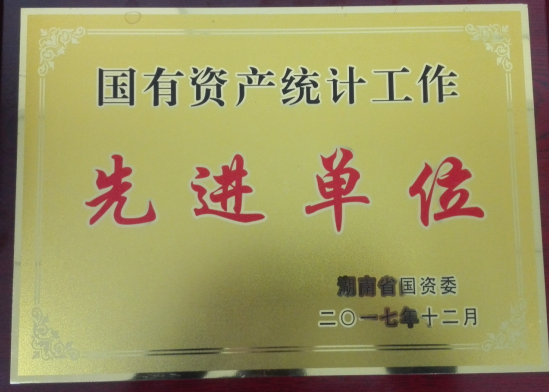 国有资产统计工作
先进单位
湖南省国资委
二〇一七年十二月